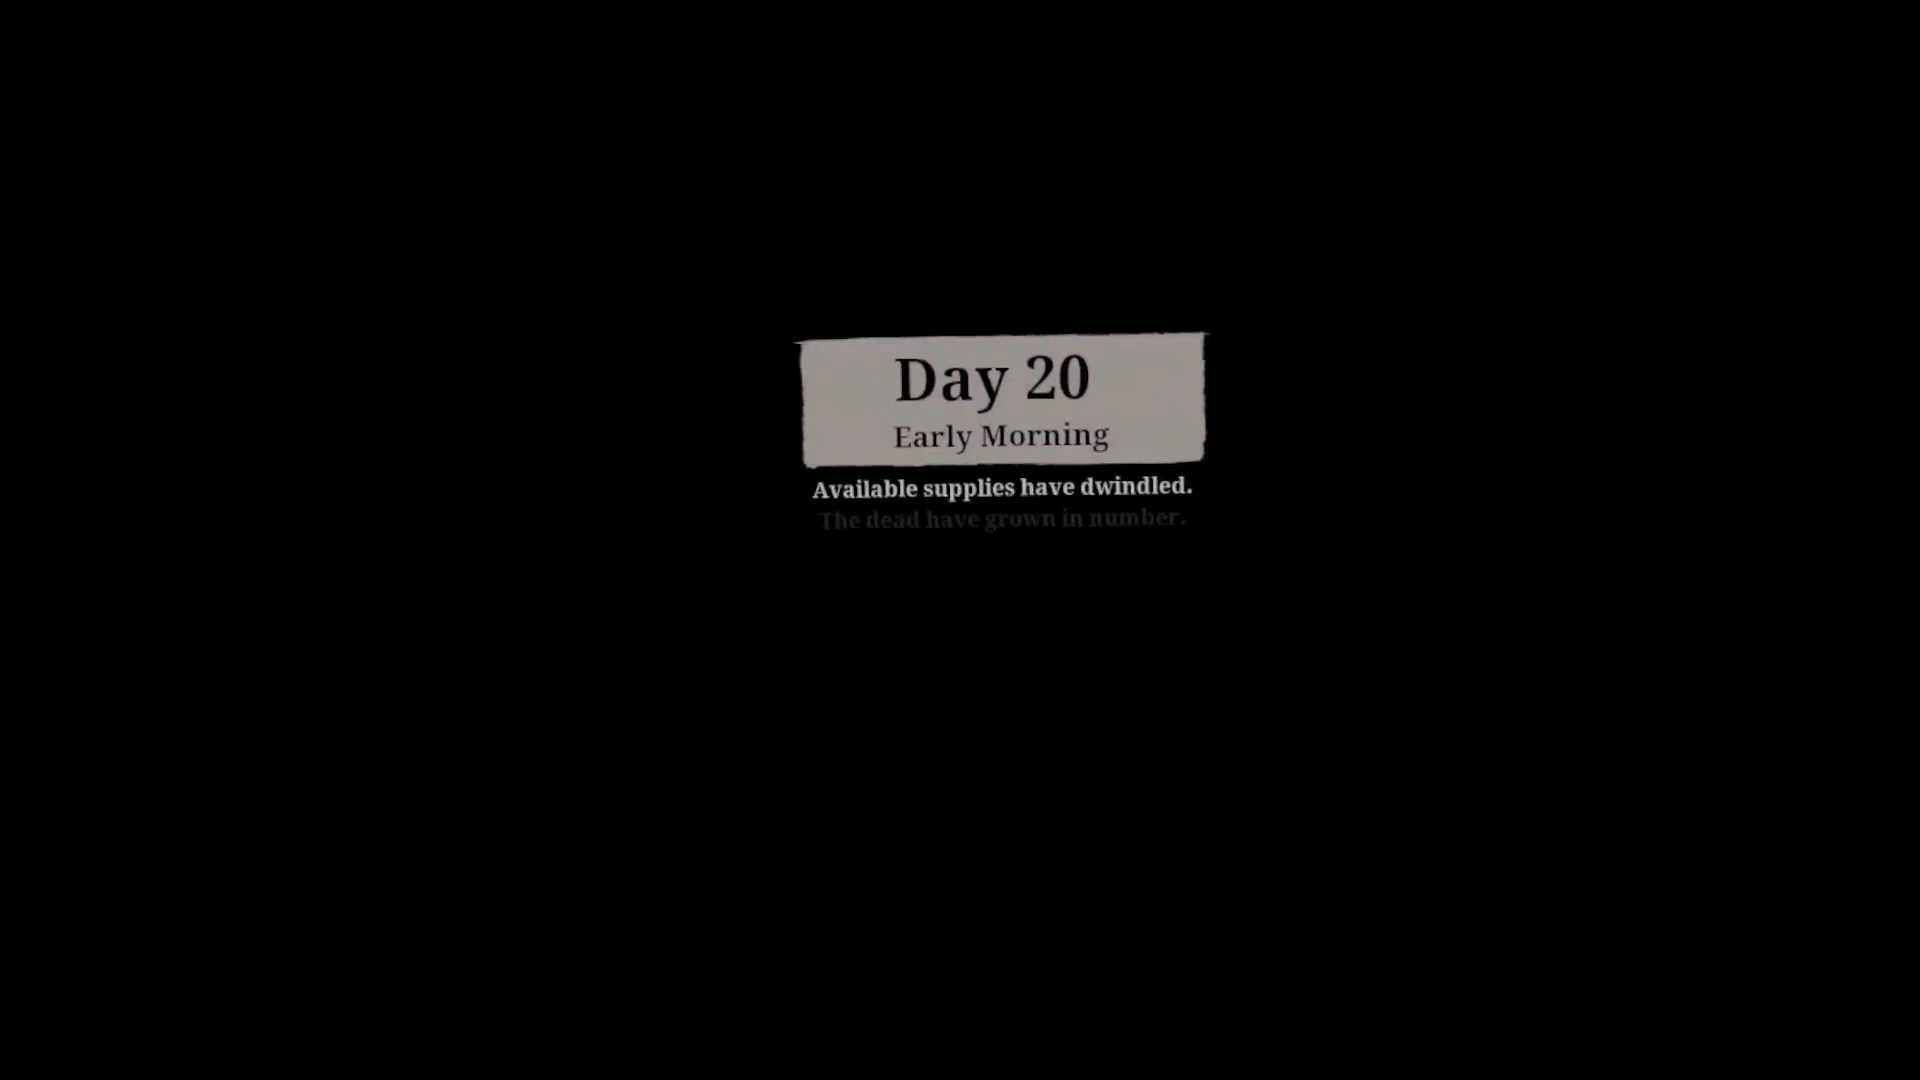 Day 20
Early Morning
Available supplies have dwindled.
The dead have grown in number.